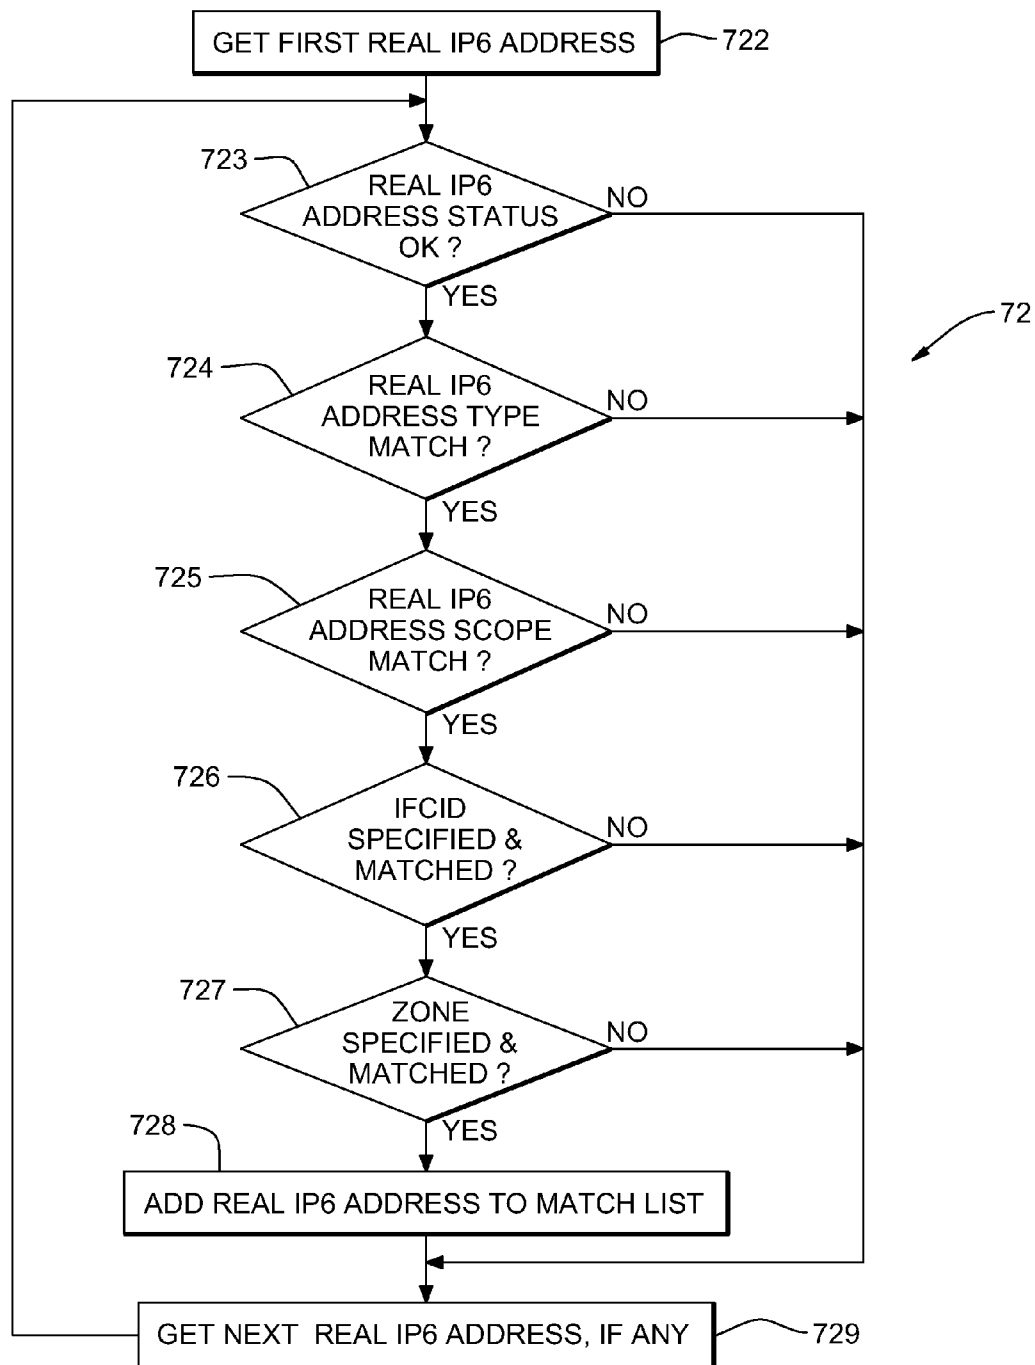 GET FIRST REAL IP6 ADDRESS
722
723
REAL IP6
ADDRESS STATUS
OK ?
NO
YES
72
724
REAL IP6
ADDRESS TYPE
MATCH ?
NO
YES
725
REAL IP6
ADDRESS SCOPE
MATCH ?
NO
YES
726
IFCID
SPECIFIED &
MATCHED ?
NO
YES
727
ZONE
SPECIFIED &
MATCHED ?
NO
YES
728
ADD REAL IP6 ADDRESS TO MATCH LIST
GET NEXT REAL IP6 ADDRESS, IF ANY
729